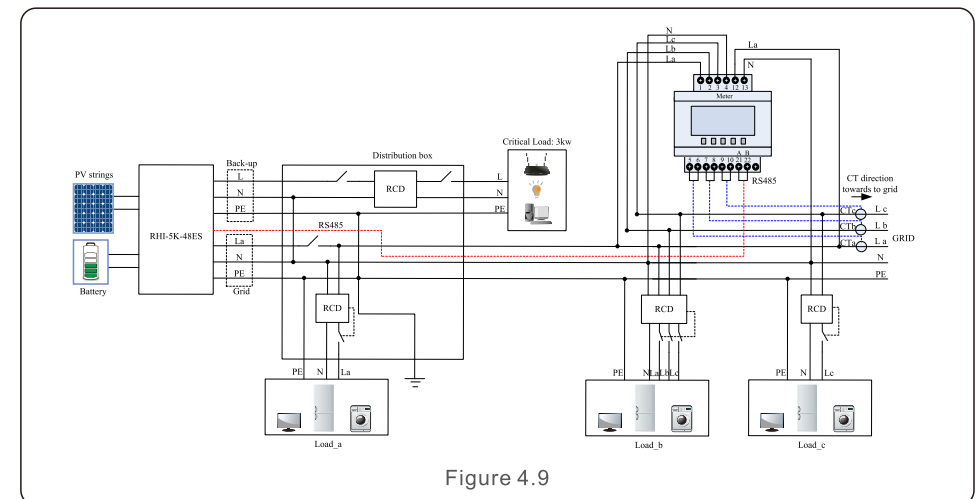 N
Lc
Lb
La
La
N
1 2 3 4 12 13
Meter
A B
5 6 7 8 9 10 21 22
RS485
Critical Load: 3kw
Distribution box
Back-up
PV strings
L
RCD
L
N
N
PE
PE
RHI-5K-48ES
RS485
CT direction
towards to grid
CTc
L c
CTb
L b
CTa
L a
GRID
La
N
N
PE
PE
Battery
Grid
RCD
RCD
RCD
PE
N
La
PE
N
La
Lb
Lc
PE
N
Lc
Load_a
Load_b
Load_c
Figure 4.9